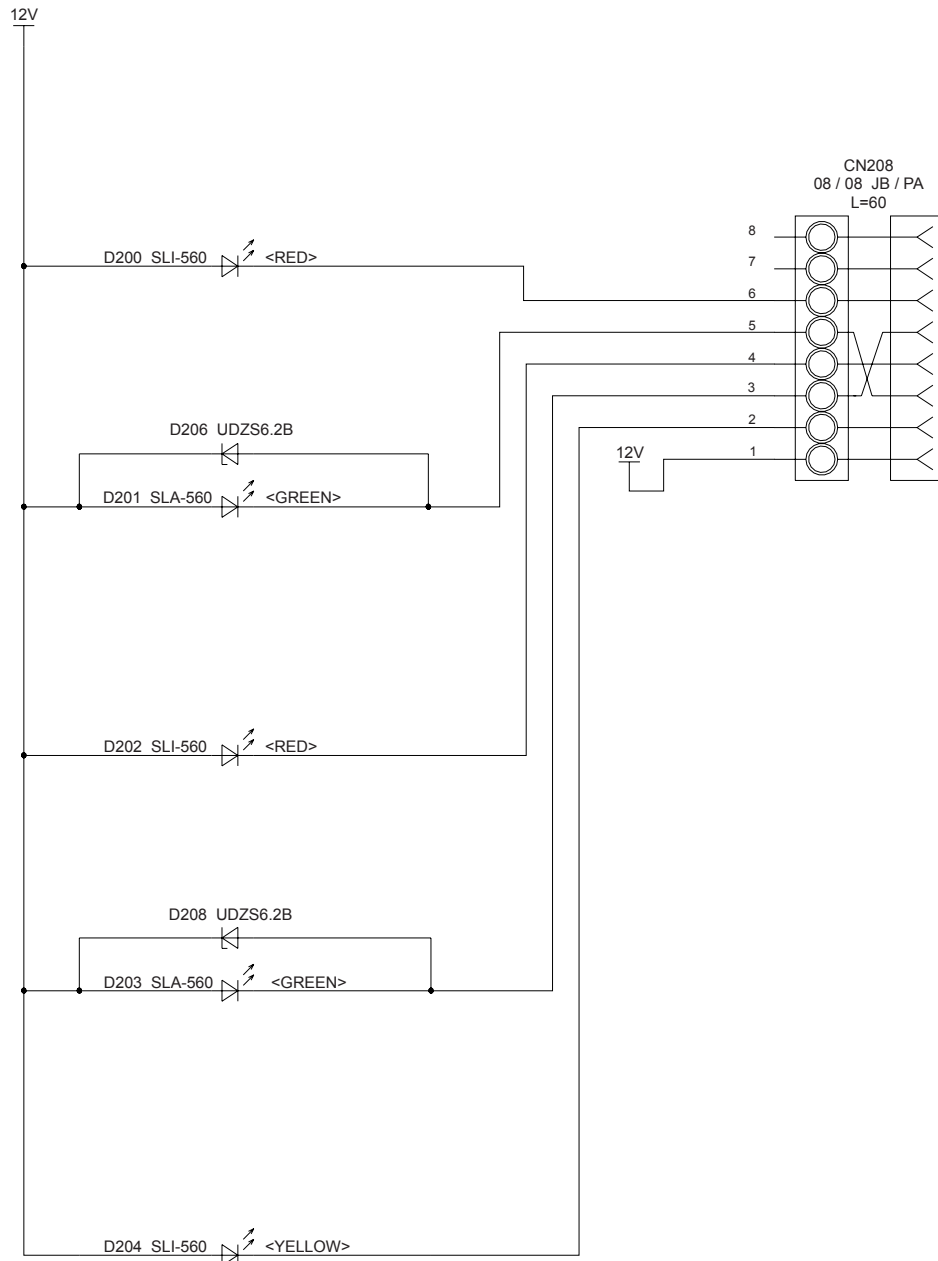 12V
CN208
08 / 08 JB / PA
L=60
8
D200 SLI-560 <RED>
7
6
5
4
3
D206 UDZS6.2B
2
12V
1
D201 SLA-560 <GREEN>
D202 SLI-560 <RED>
D208 UDZS6.2B
D203 SLA-560 <GREEN>
D204 SLI-560 <YELLOW>